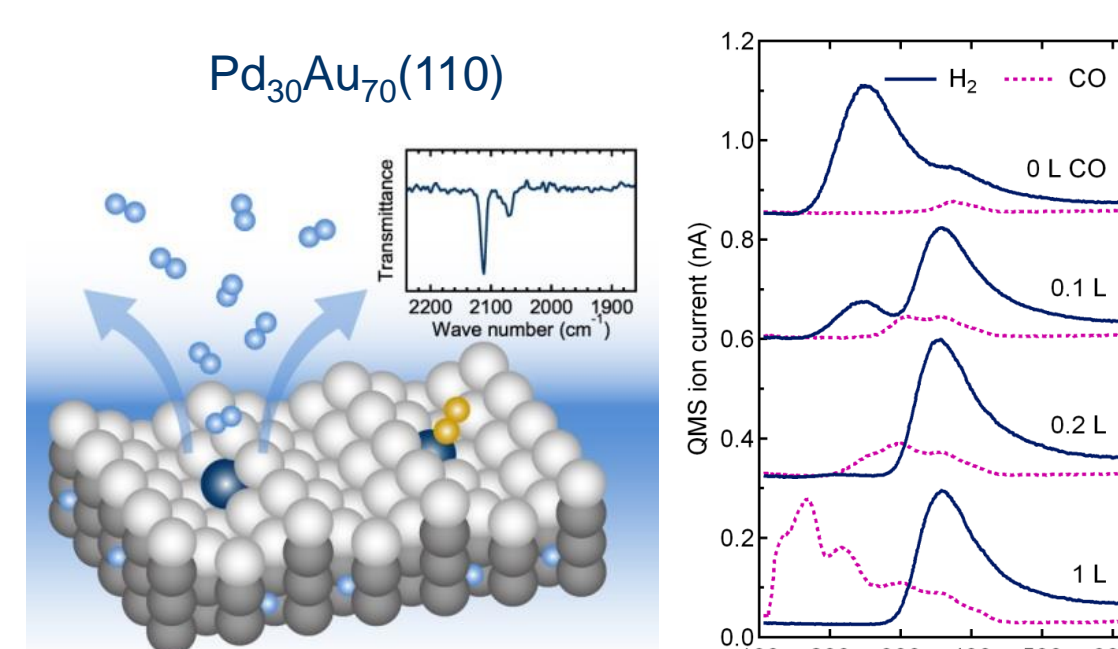 Pd₃₀Au₇₀(110)
Transmittance
2200 2100 2000 1900
Wave number (cm⁻¹)
QMS ion current (nA)
1.2
1.0
0.8
0.6
0.4
0.2
0.0
H₂ CO
0 L CO
0.1 L
0.2 L
1 L